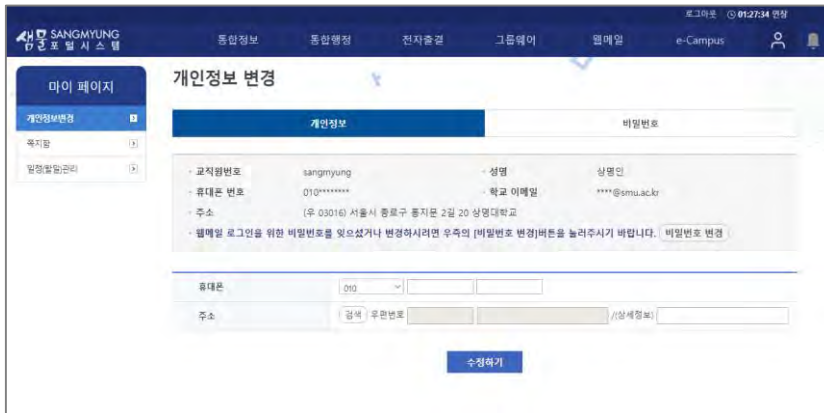 로그아웃 01:27:34 연장
샘물 SANGMYUNG
포털시스템
통합정보 통합행정 전자출결 그룹웨어 웹메일 e-Campus
마이 페이지
개인정보변경
쪽지함
일정(할일)관리
개인정보 변경
개인정보 비밀번호
· 교직원번호 sangmyung · 성명 상명인
· 휴대폰 번호 010******** · 학교 이메일 ****@smu.ac.kr
· 주소 (우 03016) 서울시 종로구 홍지문 2길 20 상명대학교
· 웹메일 로그인을 위한 비밀번호를 잊으셨거나 변경하시려면 우측의 [비밀번호 변경]버튼을 눌러주시기 바랍니다. 비밀번호 변경
휴대폰 010
주소 검색 우편번호 /(상세정보)
수정하기